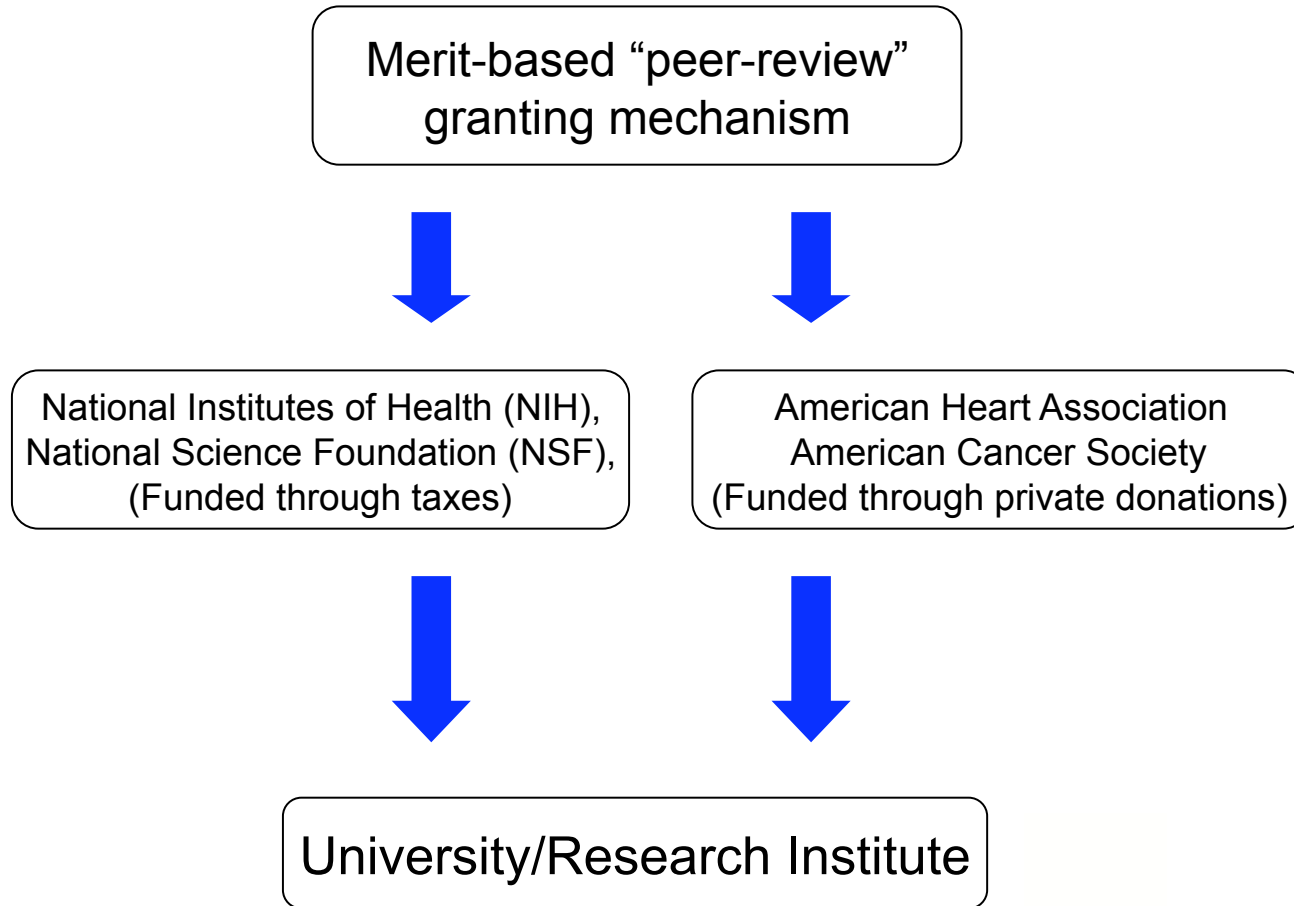 Merit-based “peer-review”
granting mechanism
National Institutes of Health (NIH),
National Science Foundation (NSF),
(Funded through taxes)
American Heart Association
American Cancer Society
(Funded through private donations)
University/Research Institute